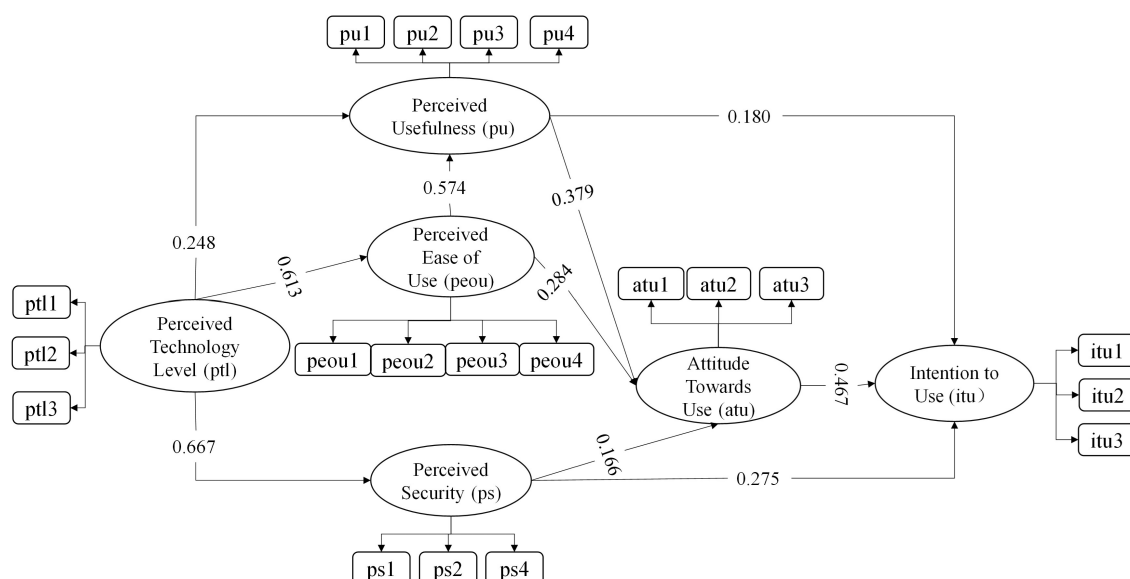 pu1
pu2
pu3
pu4
Perceived
Usefulness (pu)
0.180
0.574
0.379
0.248
Perceived
Ease of
Use (peou)
0.613
0.284
atu1
atu2
atu3
ptl1
ptl2
ptl3
Perceived
Technology
Level (ptl)
peou1
peou2
peou3
peou4
Attitude
Towards
Use (atu)
0.467
Intention to
Use (itu）
itu1
itu2
itu3
0.667
0.166
Perceived
Security (ps)
0.275
ps1
ps2
ps4